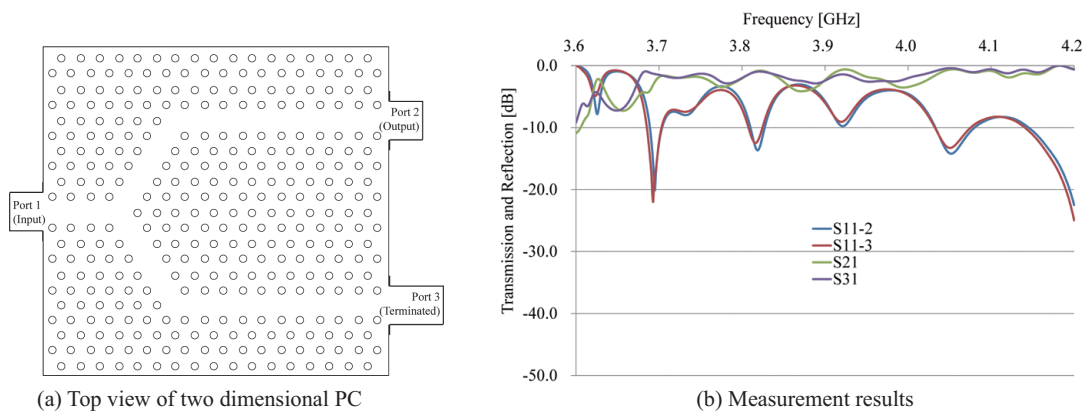 Port 1
(Input)
Port 2
(Output)
Port 3
(Terminated)
(a) Top view of two dimensional PC
Frequency [GHz]
3.6 3.7 3.8 3.9 4.0 4.1 4.2
Transmission and Reflection [dB]
0.0
-10.0
-20.0
-30.0
-40.0
-50.0
S11-2
S11-3
S21
S31
(b) Measurement results